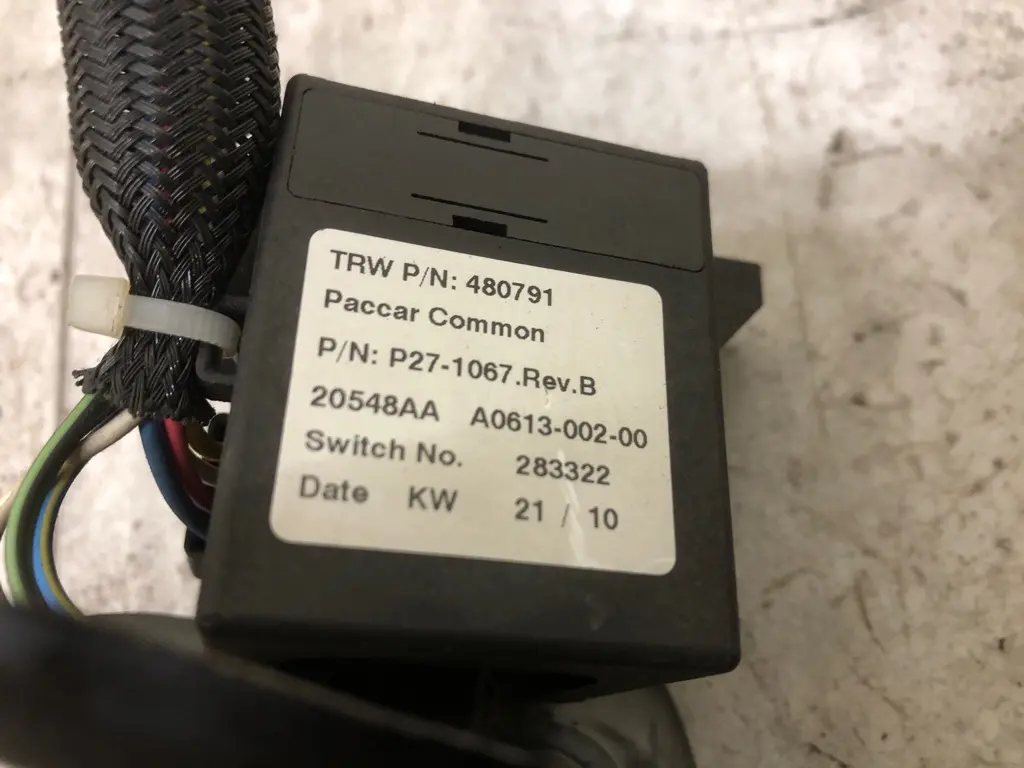 TRW P/N: 480791
Paccar Common
P/N: P27-1067.Rev.B
20548AA A0613-002-00
Switch No. 283322
Date KW 21 / 10